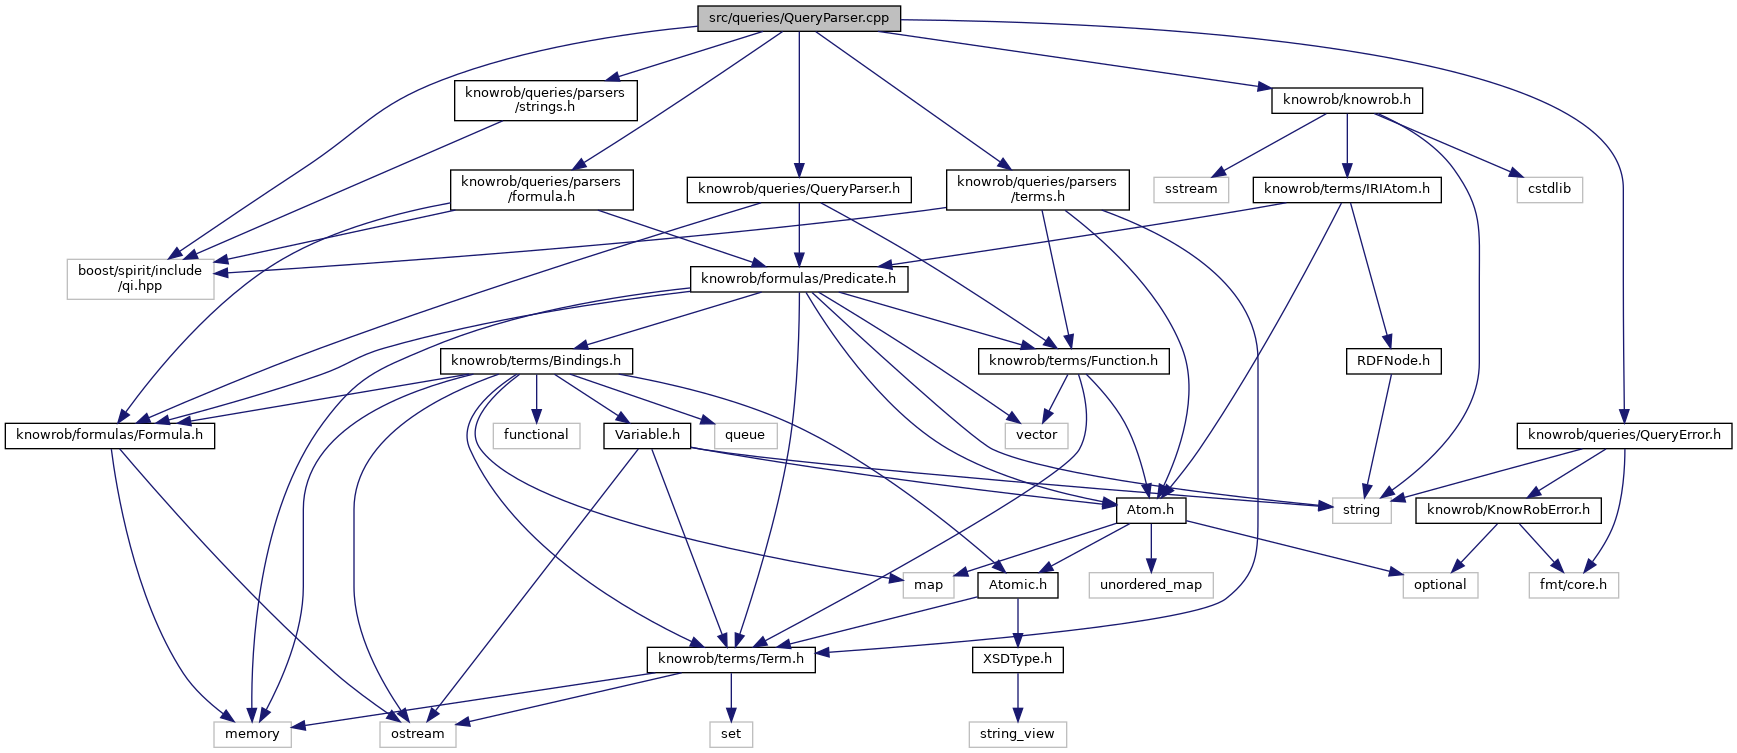 src/queries/QueryParser.cpp
knowrob/queries/parsers
/strings.h
knowrob/knowrob.h
knowrob/queries/parsers
/formula.h
knowrob/queries/QueryParser.h
knowrob/queries/parsers
/terms.h
sstream
knowrob/terms/IRIAtom.h
cstdlib
boost/spirit/include
/qi.hpp
knowrob/formulas/Predicate.h
knowrob/terms/Bindings.h
knowrob/terms/Function.h
RDFNode.h
knowrob/formulas/Formula.h
functional
Variable.h
queue
vector
knowrob/queries/QueryError.h
Atom.h
string
knowrob/KnowRobError.h
map
Atomic.h
unordered_map
optional
fmt/core.h
knowrob/terms/Term.h
XSDType.h
memory
ostream
set
string_view